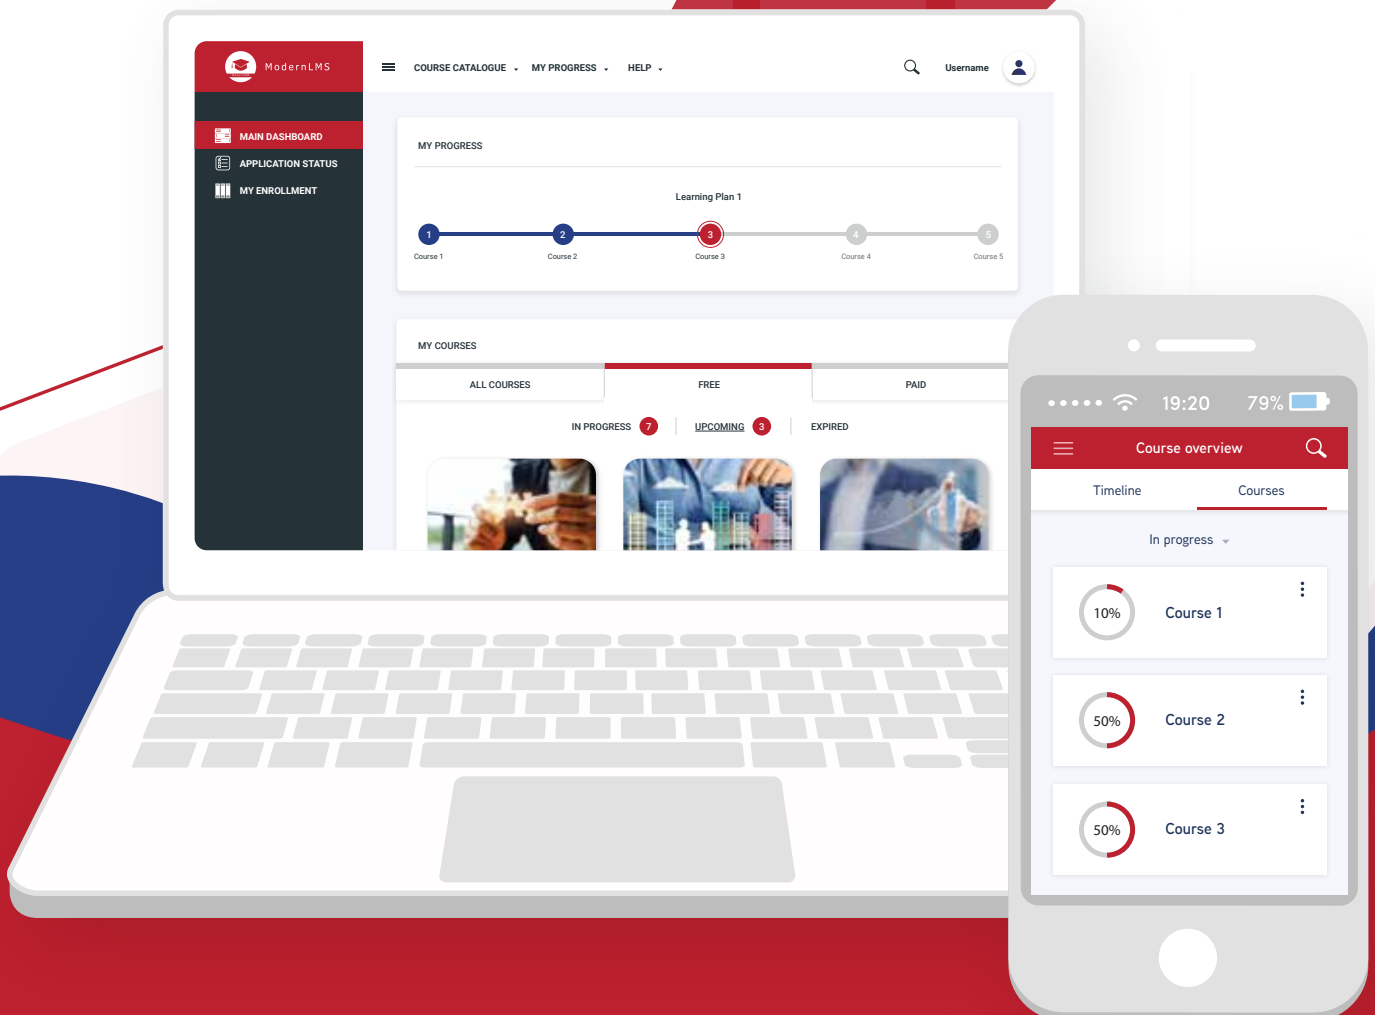 ModernLMS
COURSE CATALOGUE MY PROGRESS HELP
Username
MAIN DASHBOARD
APPLICATION STATUS
MY ENROLLMENT
MY PROGRESS
Learning Plan 1
1 2 3 4 5
Course 1 Course 2 Course 3 Course 4 Course 5
MY COURSES
ALL COURSES FREE PAID
IN PROGRESS 7 UPCOMING 3 EXPIRED
19:20 79%
Course overview
Timeline Courses
In progress
10% Course 1
50% Course 2
50% Course 3